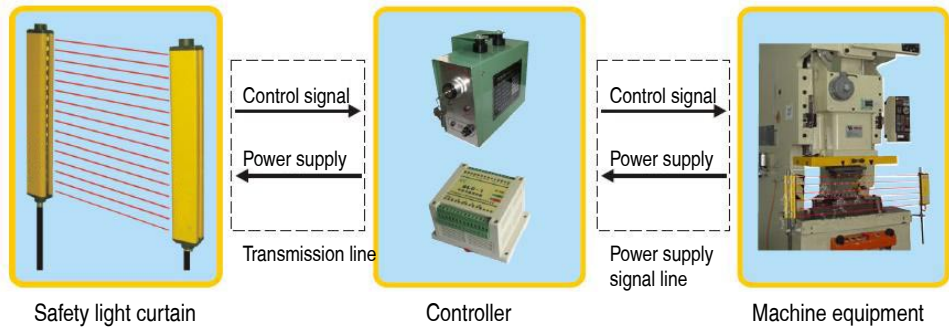 Control signal
Power supply
Transmission line
Control signal
Power supply
Power supply
signal line
Safety light curtain
Controller
Machine equipment